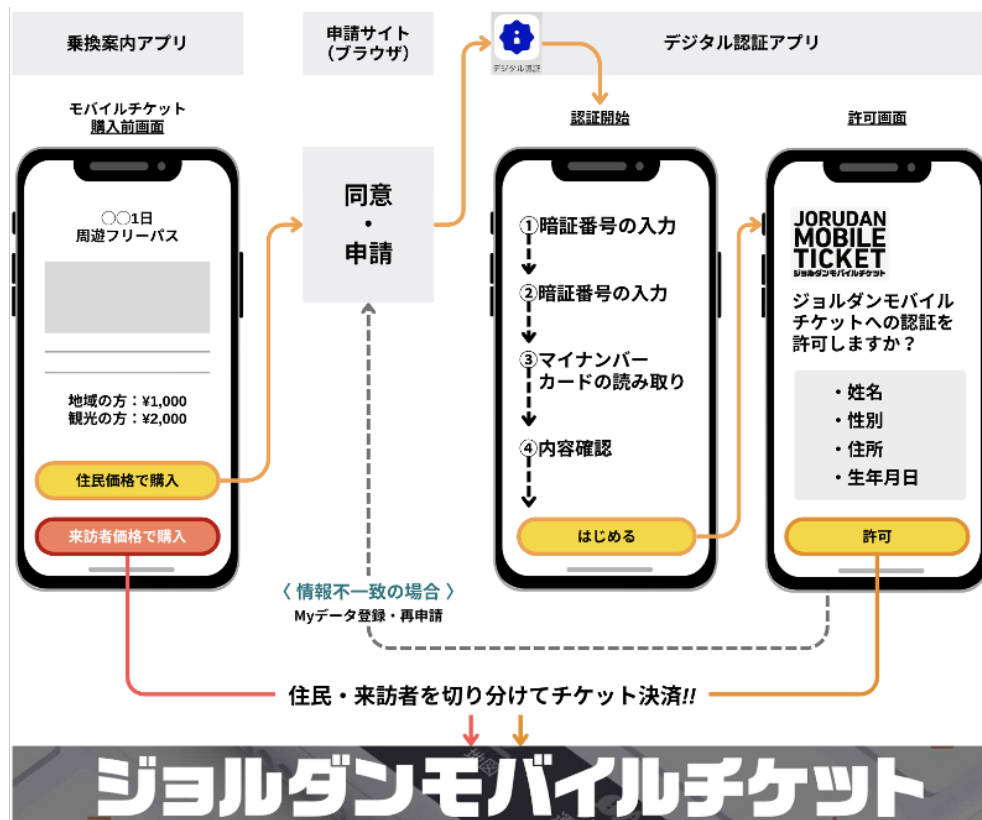 乗換案内アプリ
申請サイト
(ブラウザ)
デジタル認証
デジタル認証アプリ
モバイルチケット
購入前画面
認証開始
許可画面
〇〇1日
周遊フリーパス
地域の方：¥1,000
観光の方：¥2,000
住民価格で購入
来訪者価格で購入
同意
・
申請
①暗証番号の入力
②暗証番号の入力
③マイナンバー
カードの読み取り
④内容確認
はじめる
JORUDAN
MOBILE
TICKET
ジョルダンモバイルチケット
ジョルダンモバイル
チケットへの認証を
許可しますか？
・姓名
・性別
・住所
・生年月日
許可
〈 情報不一致の場合 〉
Myデータ登録・再申請
住民・来訪者を切り分けてチケット決済!!
ジョルダンモバイルチケット